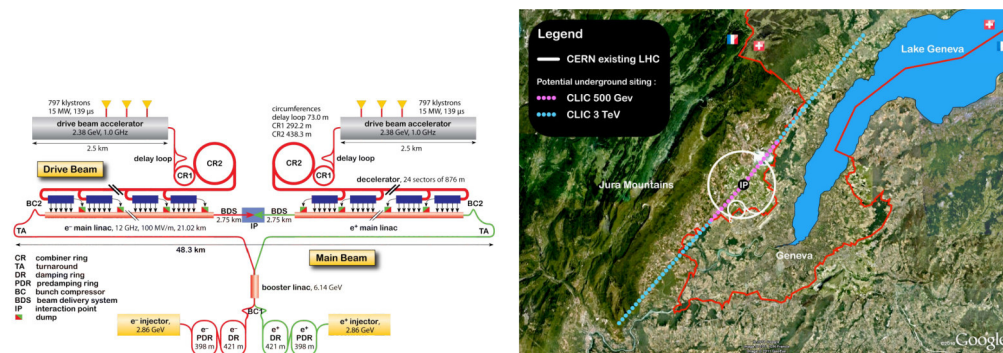 797 klystrons
15 MW, 139 µs
drive beam accelerator
2.38 GeV, 1.0 GHz
2.5 km
delay loop
CR1
CR2
circumferences
delay loop 73.0 m
CR1 292.2 m
CR2 438.3 m
797 klystrons
15 MW, 139 µs
drive beam accelerator
2.38 GeV, 1.0 GHz
2.5 km
delay loop
CR2
CR1
Drive Beam
decelerator, 24 sectors of 876 m
BC2
BDS
2.75 km
IP
BDS
2.75 km
BC2
TA
e⁻ main linac, 12 GHz, 100 MV/m, 21.02 km
e⁺ main linac
TA
48.3 km
Main Beam
CR combiner ring
TA turnaround
DR damping ring
PDR predamping ring
BC bunch compressor
BDS beam delivery system
IP interaction point
dump
booster linac, 6.14 GeV
BC1
e⁻ injector,
2.86 GeV
e⁻
PDR
398 m
e⁻
DR
421 m
e⁺
DR
421 m
e⁺
PDR
398 m
e⁺ injector,
2.86 GeV
Legend
CERN existing LHC
Potential underground siting :
CLIC 500 Gev
CLIC 3 TeV
Lake Geneva
Jura Mountains
IP
Geneva
Google